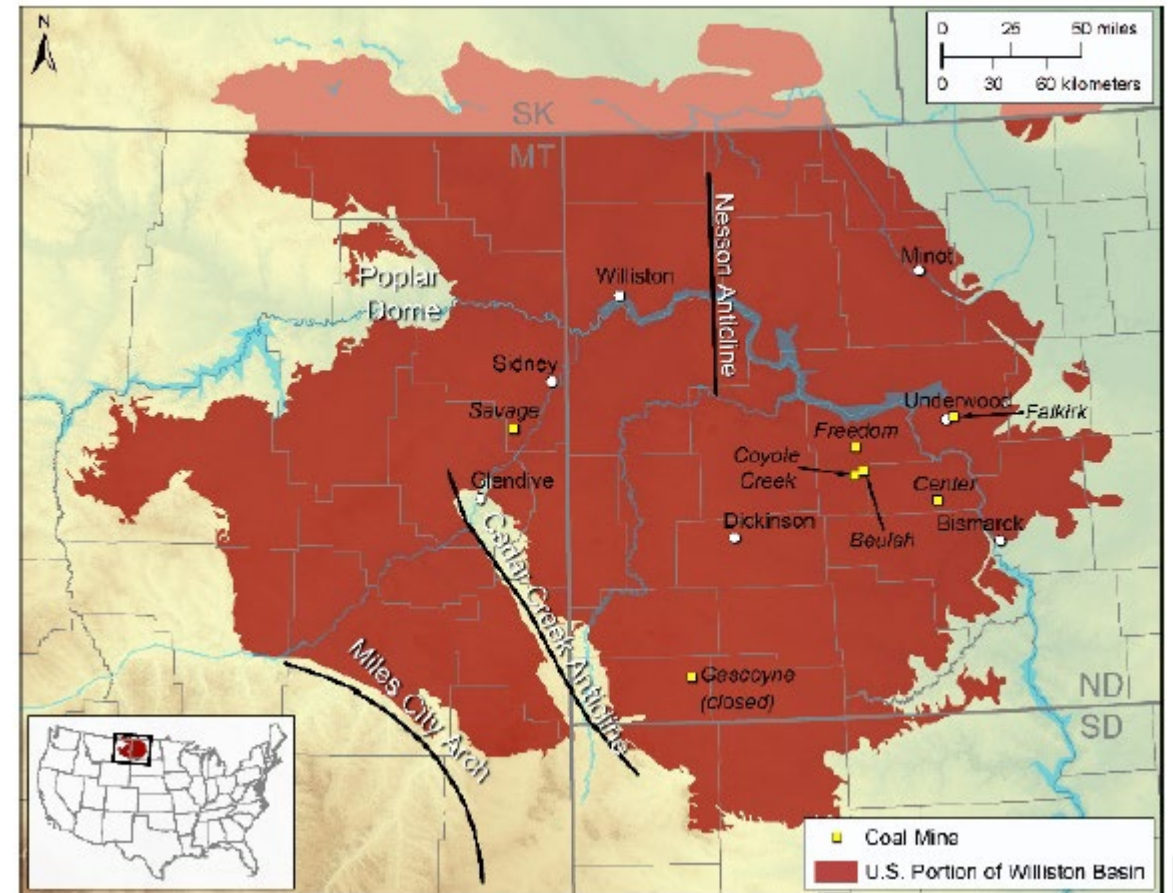 N
0 25 50 miles
0 30 60 kilometers
SK
MT
Nesson Anticline
Minot
Poplar
Dome
Williston
Sidney
Savage
Underwood
Falkirk
Freedom
Coyote
Creek
Center
Glendive
Dickinson
Bismarck
Beulah
Cedar Creek Anticline
Miles City Arch
Gascoyne
(closed)
ND
SD
Coal Mine
U.S. Portion of Williston Basin